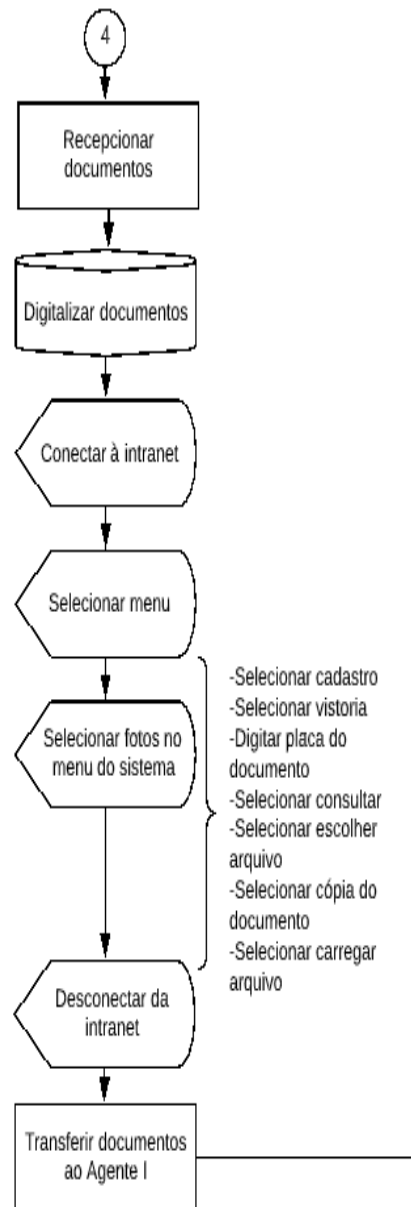 4
Recepcionar
documentos
Digitalizar documentos
Conectar à intranet
Selecionar menu
Selecionar fotos no
menu do sistema
-Selecionar cadastro
-Selecionar vistoria
-Digitar placa do
documento
-Selecionar consultar
-Selecionar escolher
arquivo
-Selecionar cópia do
documento
-Selecionar carregar
arquivo
Desconectar da
intranet
Transferir documentos
ao Agente I